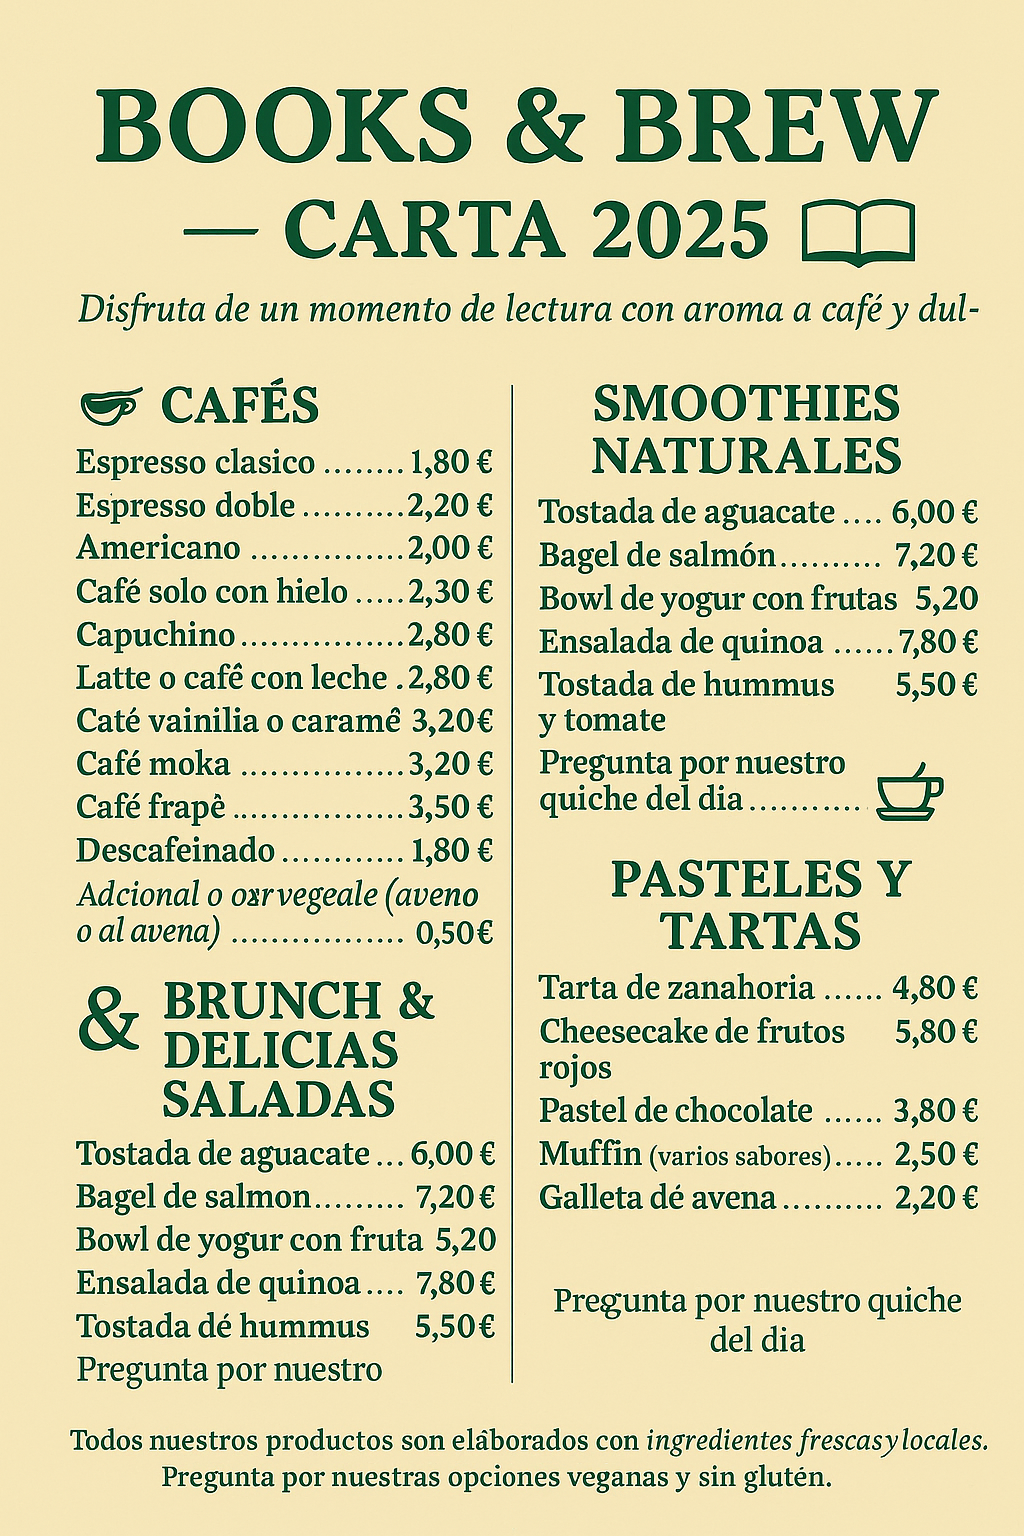 BOOKS & BREW
— CARTA 2025
Disfruta de un momento de lectura con aroma a café y dul-
CAFÉS
Espresso clasico ........ 1,80 €
Espresso doble .......... 2,20 €
Americano ............... 2,00 €
Café solo con hielo ..... 2,30 €
Capuchino ................ 2,80 €
Latte o cafê con leche . 2,80 €
Caté vainilia o caramê 3,20 €
Café moka ................ 3,20 €
Café frapè ................. 3,50 €
Descafeinado ............ 1,80 €
Adcional o vegeale (aveno
o al avena) ................. 0,50 €
& BRUNCH &
DELICIAS
SALADAS
Tostada de aguacate ... 6,00 €
Bagel de salmon ......... 7,20 €
Bowl de yogur con fruta 5,20
Ensalada de quinoa .... 7,80 €
Tostada dé hummus 5,50 €
Pregunta por nuestro
SMOOTHIES
NATURALES
Tostada de aguacate .... 6,00 €
Bagel de salmón .......... 7,20 €
Bowl de yogur con frutas 5,20
Ensalada de quinoa ...... 7,80 €
Tostada de hummus 5,50 €
y tomate
Pregunta por nuestro
quiche del dia ............
PASTELES Y
TARTAS
Tarta de zanahoria ...... 4,80 €
Cheesecake de frutos 5,80 €
rojos
Pastel de chocolate ...... 3,80 €
Muffin (varios sabores) ..... 2,50 €
Galleta dé avena .......... 2,20 €
Pregunta por nuestro quiche
del dia
Todos nuestros productos son elâborados con ingredientes frescas y locales.
Pregunta por nuestras opciones veganas y sin glutén.